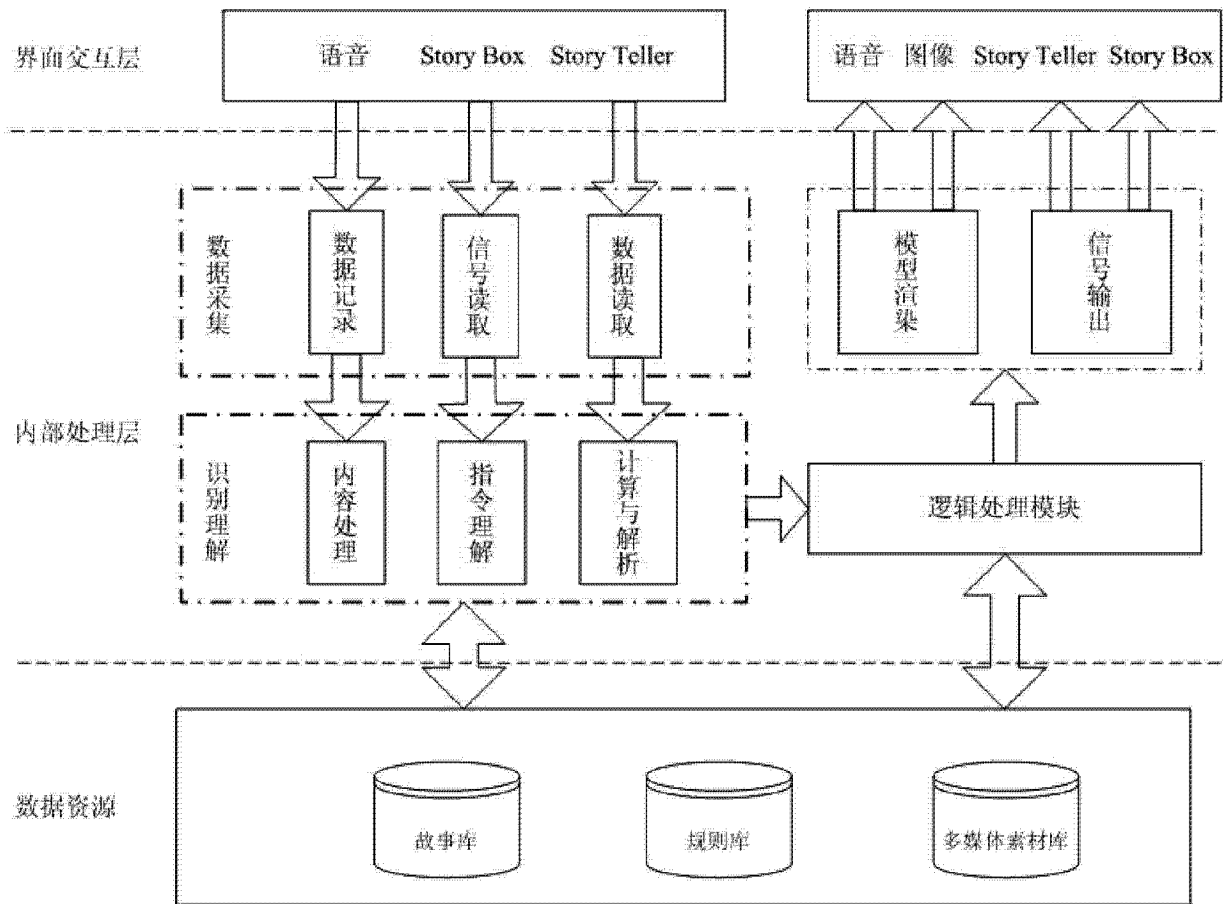 界面交互层
语音 Story Box Story Teller
语音 图像 Story Teller Story Box
数据采集
数据记录
信号读取
数据读取
模型渲染
信号输出
内部处理层
识别理解
内容处理
指令理解
计算与解析
逻辑处理模块
数据资源
故事库
规则库
多媒体素材库